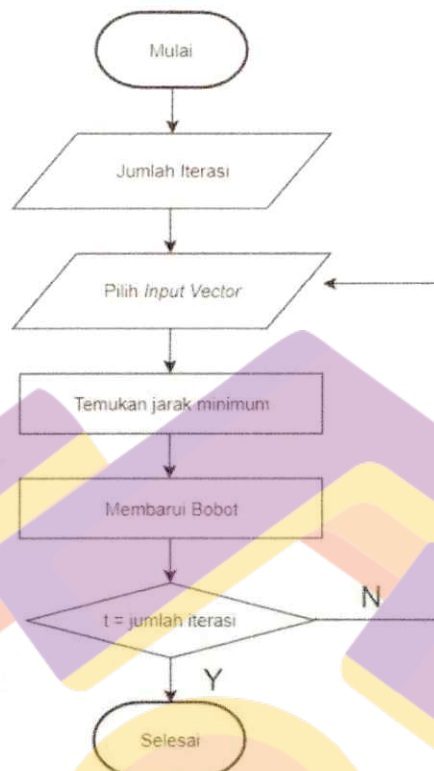 Mulai
Jumlah Iterasi
Pilih Input Vector
Temukan jarak minimum
Membarui Bobot
t = jumlah iterasi
N
Y
Selesai